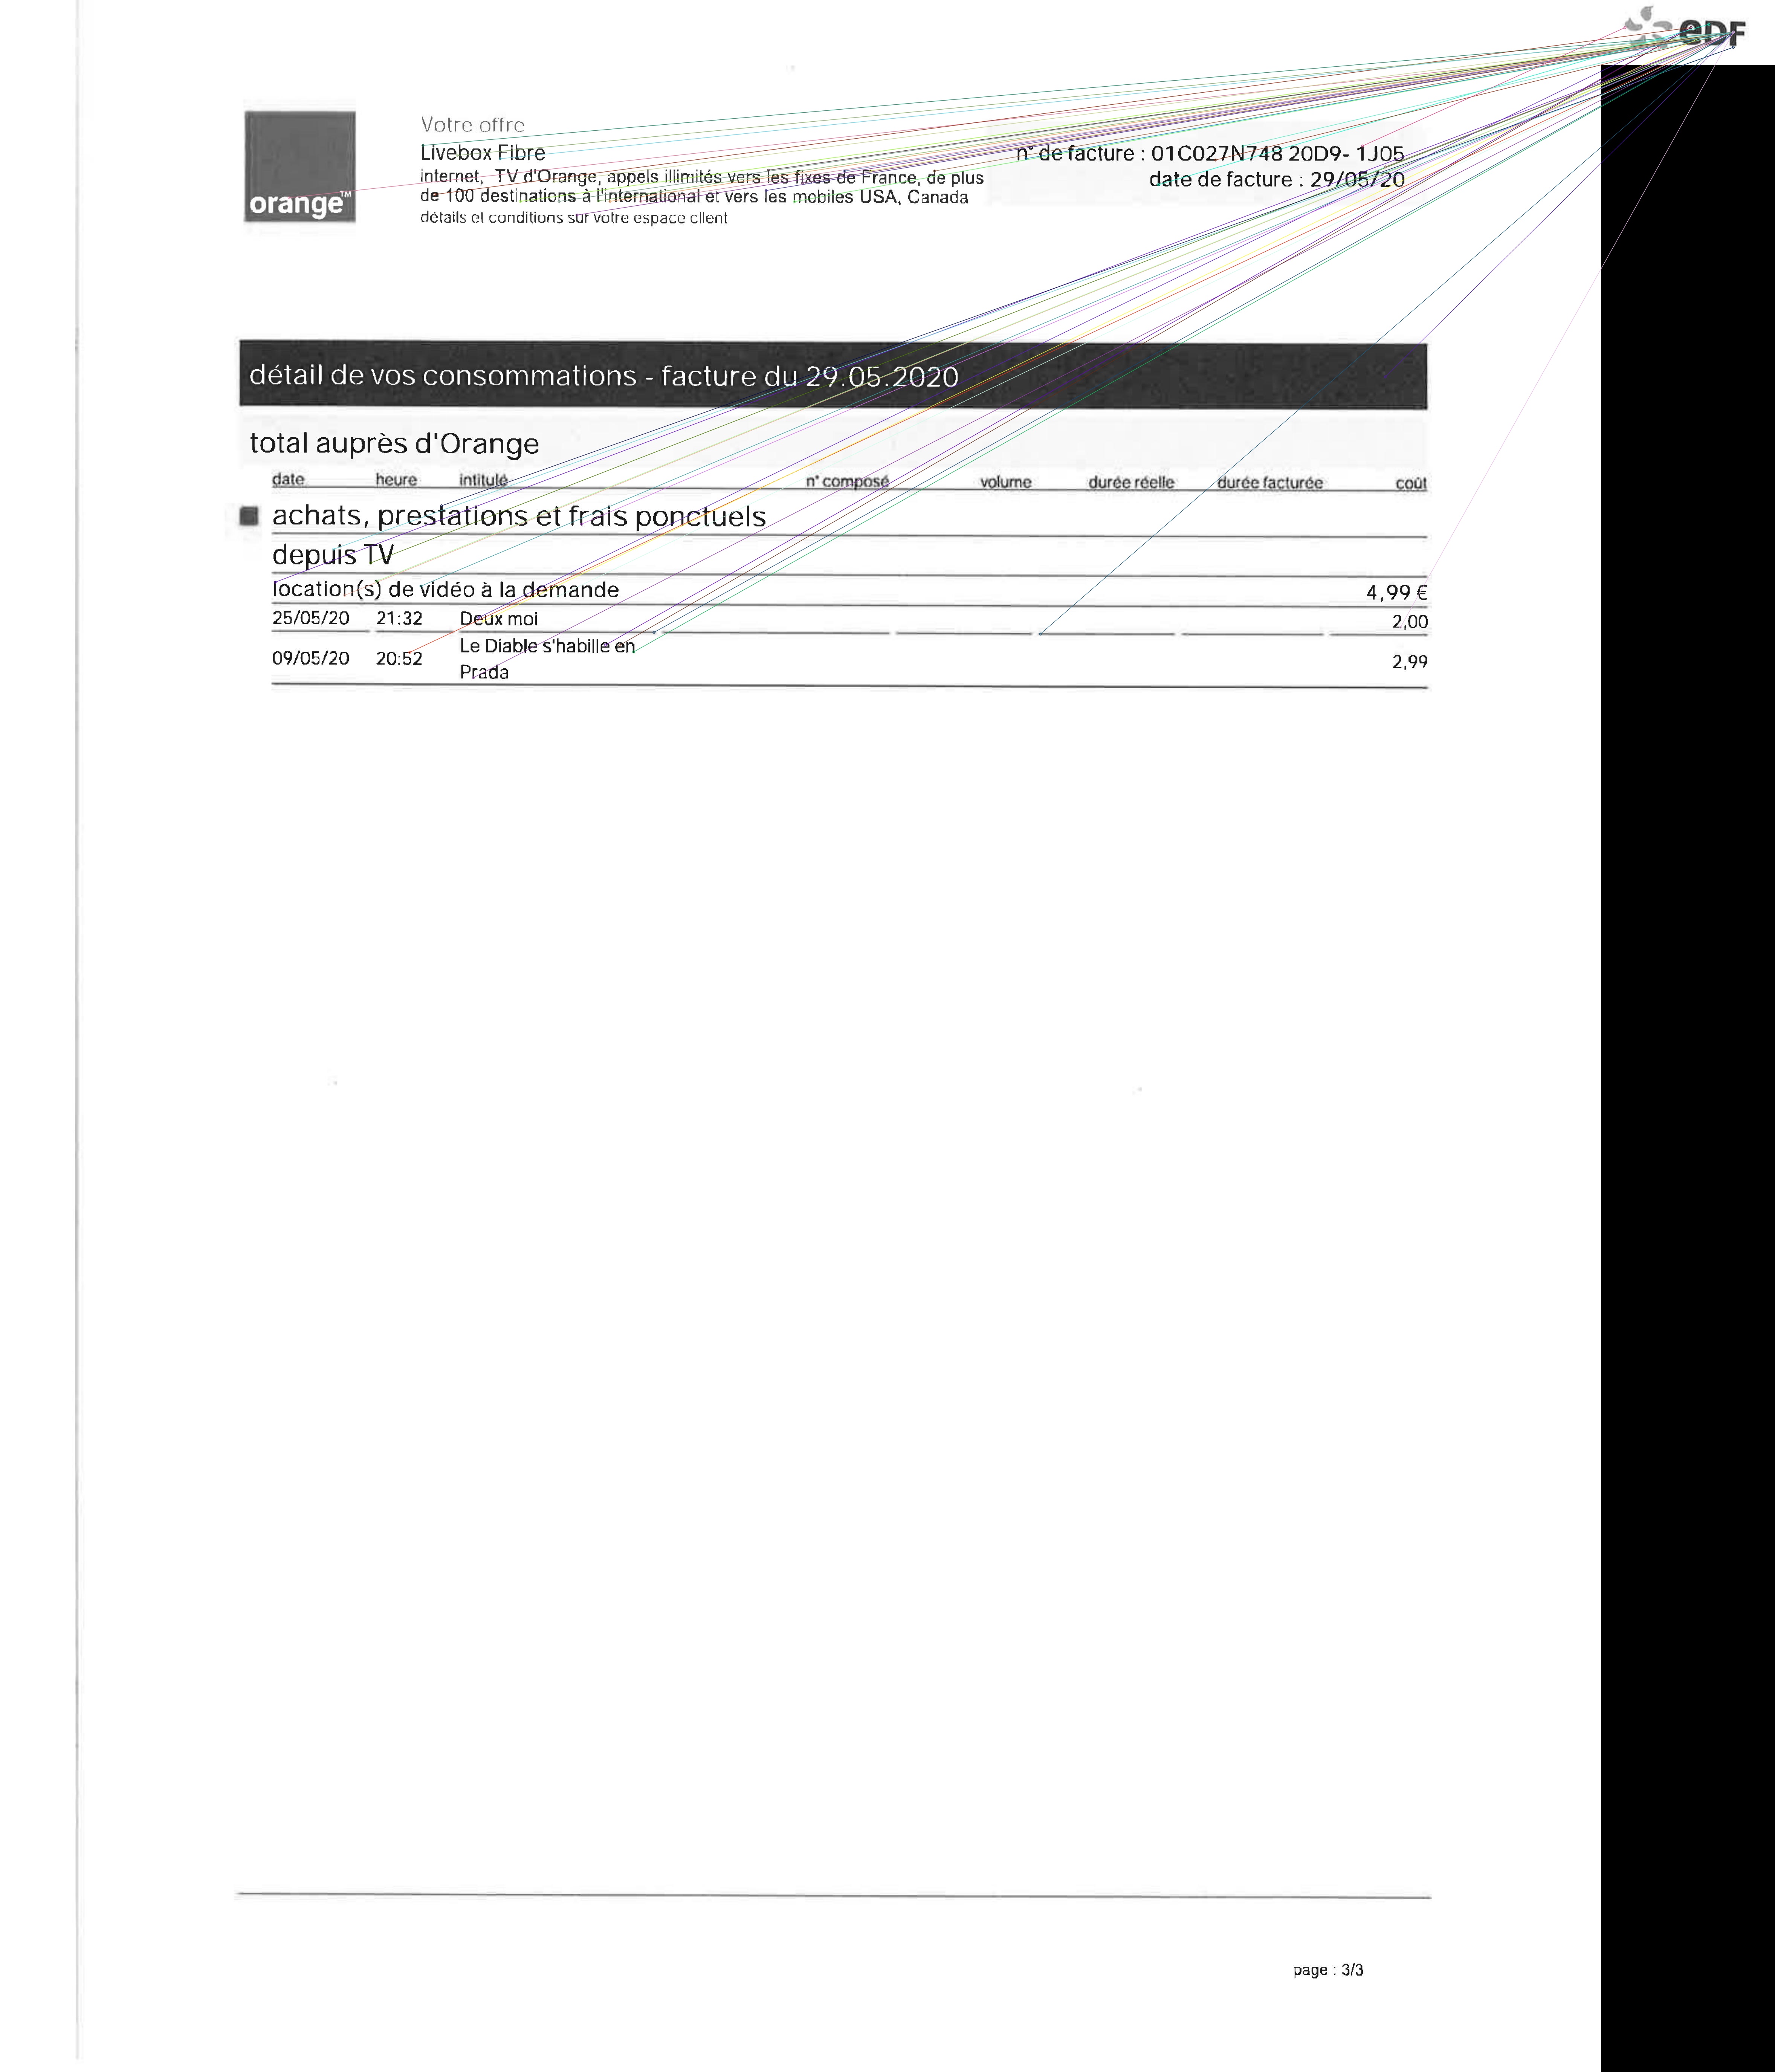 eDF
orange™
Votre offre
Livebox Fibre
internet, TV d'Orange, appels illimités vers les fixes de France, de plus
de 100 destinations à l'international et vers les mobiles USA, Canada
détails et conditions sur votre espace client
n° de facture : 01C027N748 20D9- 1J05
date de facture : 29/05/20
détail de vos consommations - facture du 29.05.2020
total auprès d'Orange
date heure intitulé n° composé volume durée réelle durée facturée coût
achats, prestations et frais ponctuels
depuis TV
location(s) de vidéo à la demande 4,99 €
25/05/20 21:32 Deux moi 2,00
09/05/20 20:52 Le Diable s'habille en Prada 2,99
page : 3/3